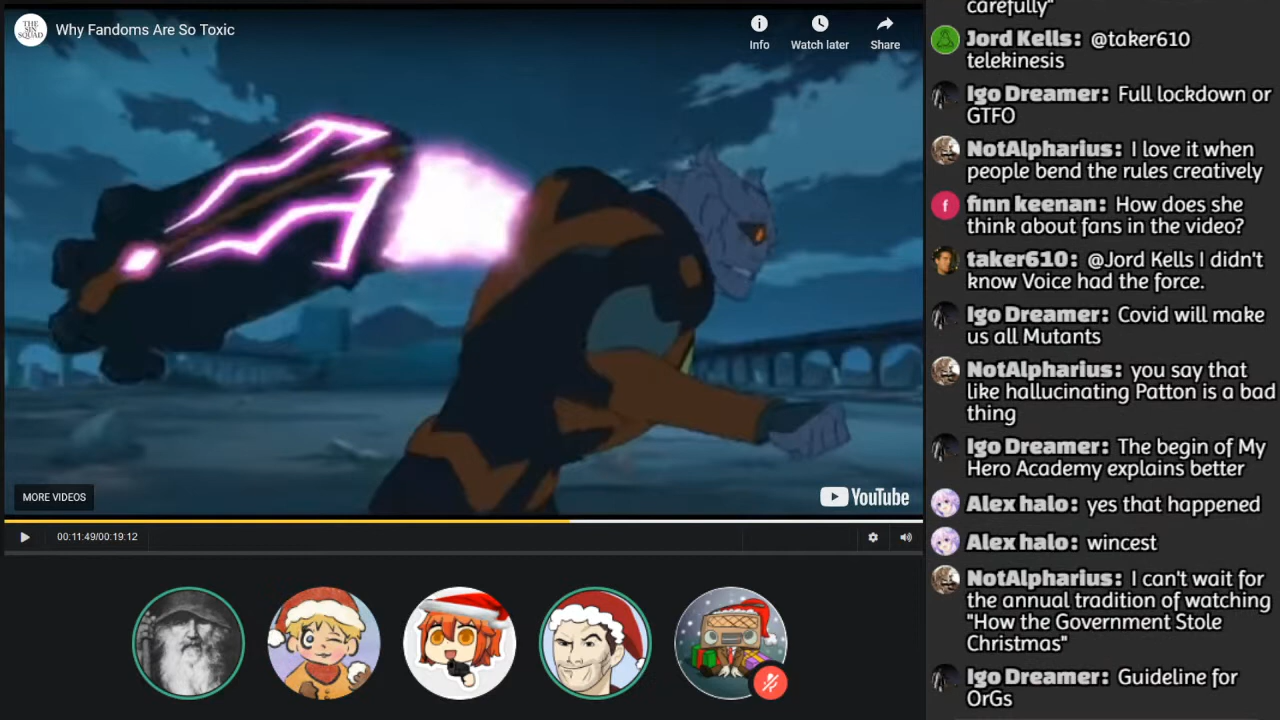 THE
SIN
SQUAD
Why Fandoms Are So Toxic
Info
Watch later
Share
MORE VIDEOS
YouTube
00:11:49/00:19:12
carefully"
Jord Kells: @taker610
telekinesis
Igo Dreamer: Full lockdown or
GTFO
NotAlpharius: I love it when
people bend the rules creatively
f
finn keenan: How does she
think about fans in the video?
taker610: @Jord Kells I didn't
know Voice had the force.
Igo Dreamer: Covid will make
us all Mutants
NotAlpharius: you say that
like hallucinating Patton is a bad
thing
Igo Dreamer: The begin of My
Hero Academy explains better
Alex halo: yes that happened
Alex halo: wincest
NotAlpharius: I can't wait for
the annual tradition of watching
"How the Government Stole
Christmas"
Igo Dreamer: Guideline for
OrGs